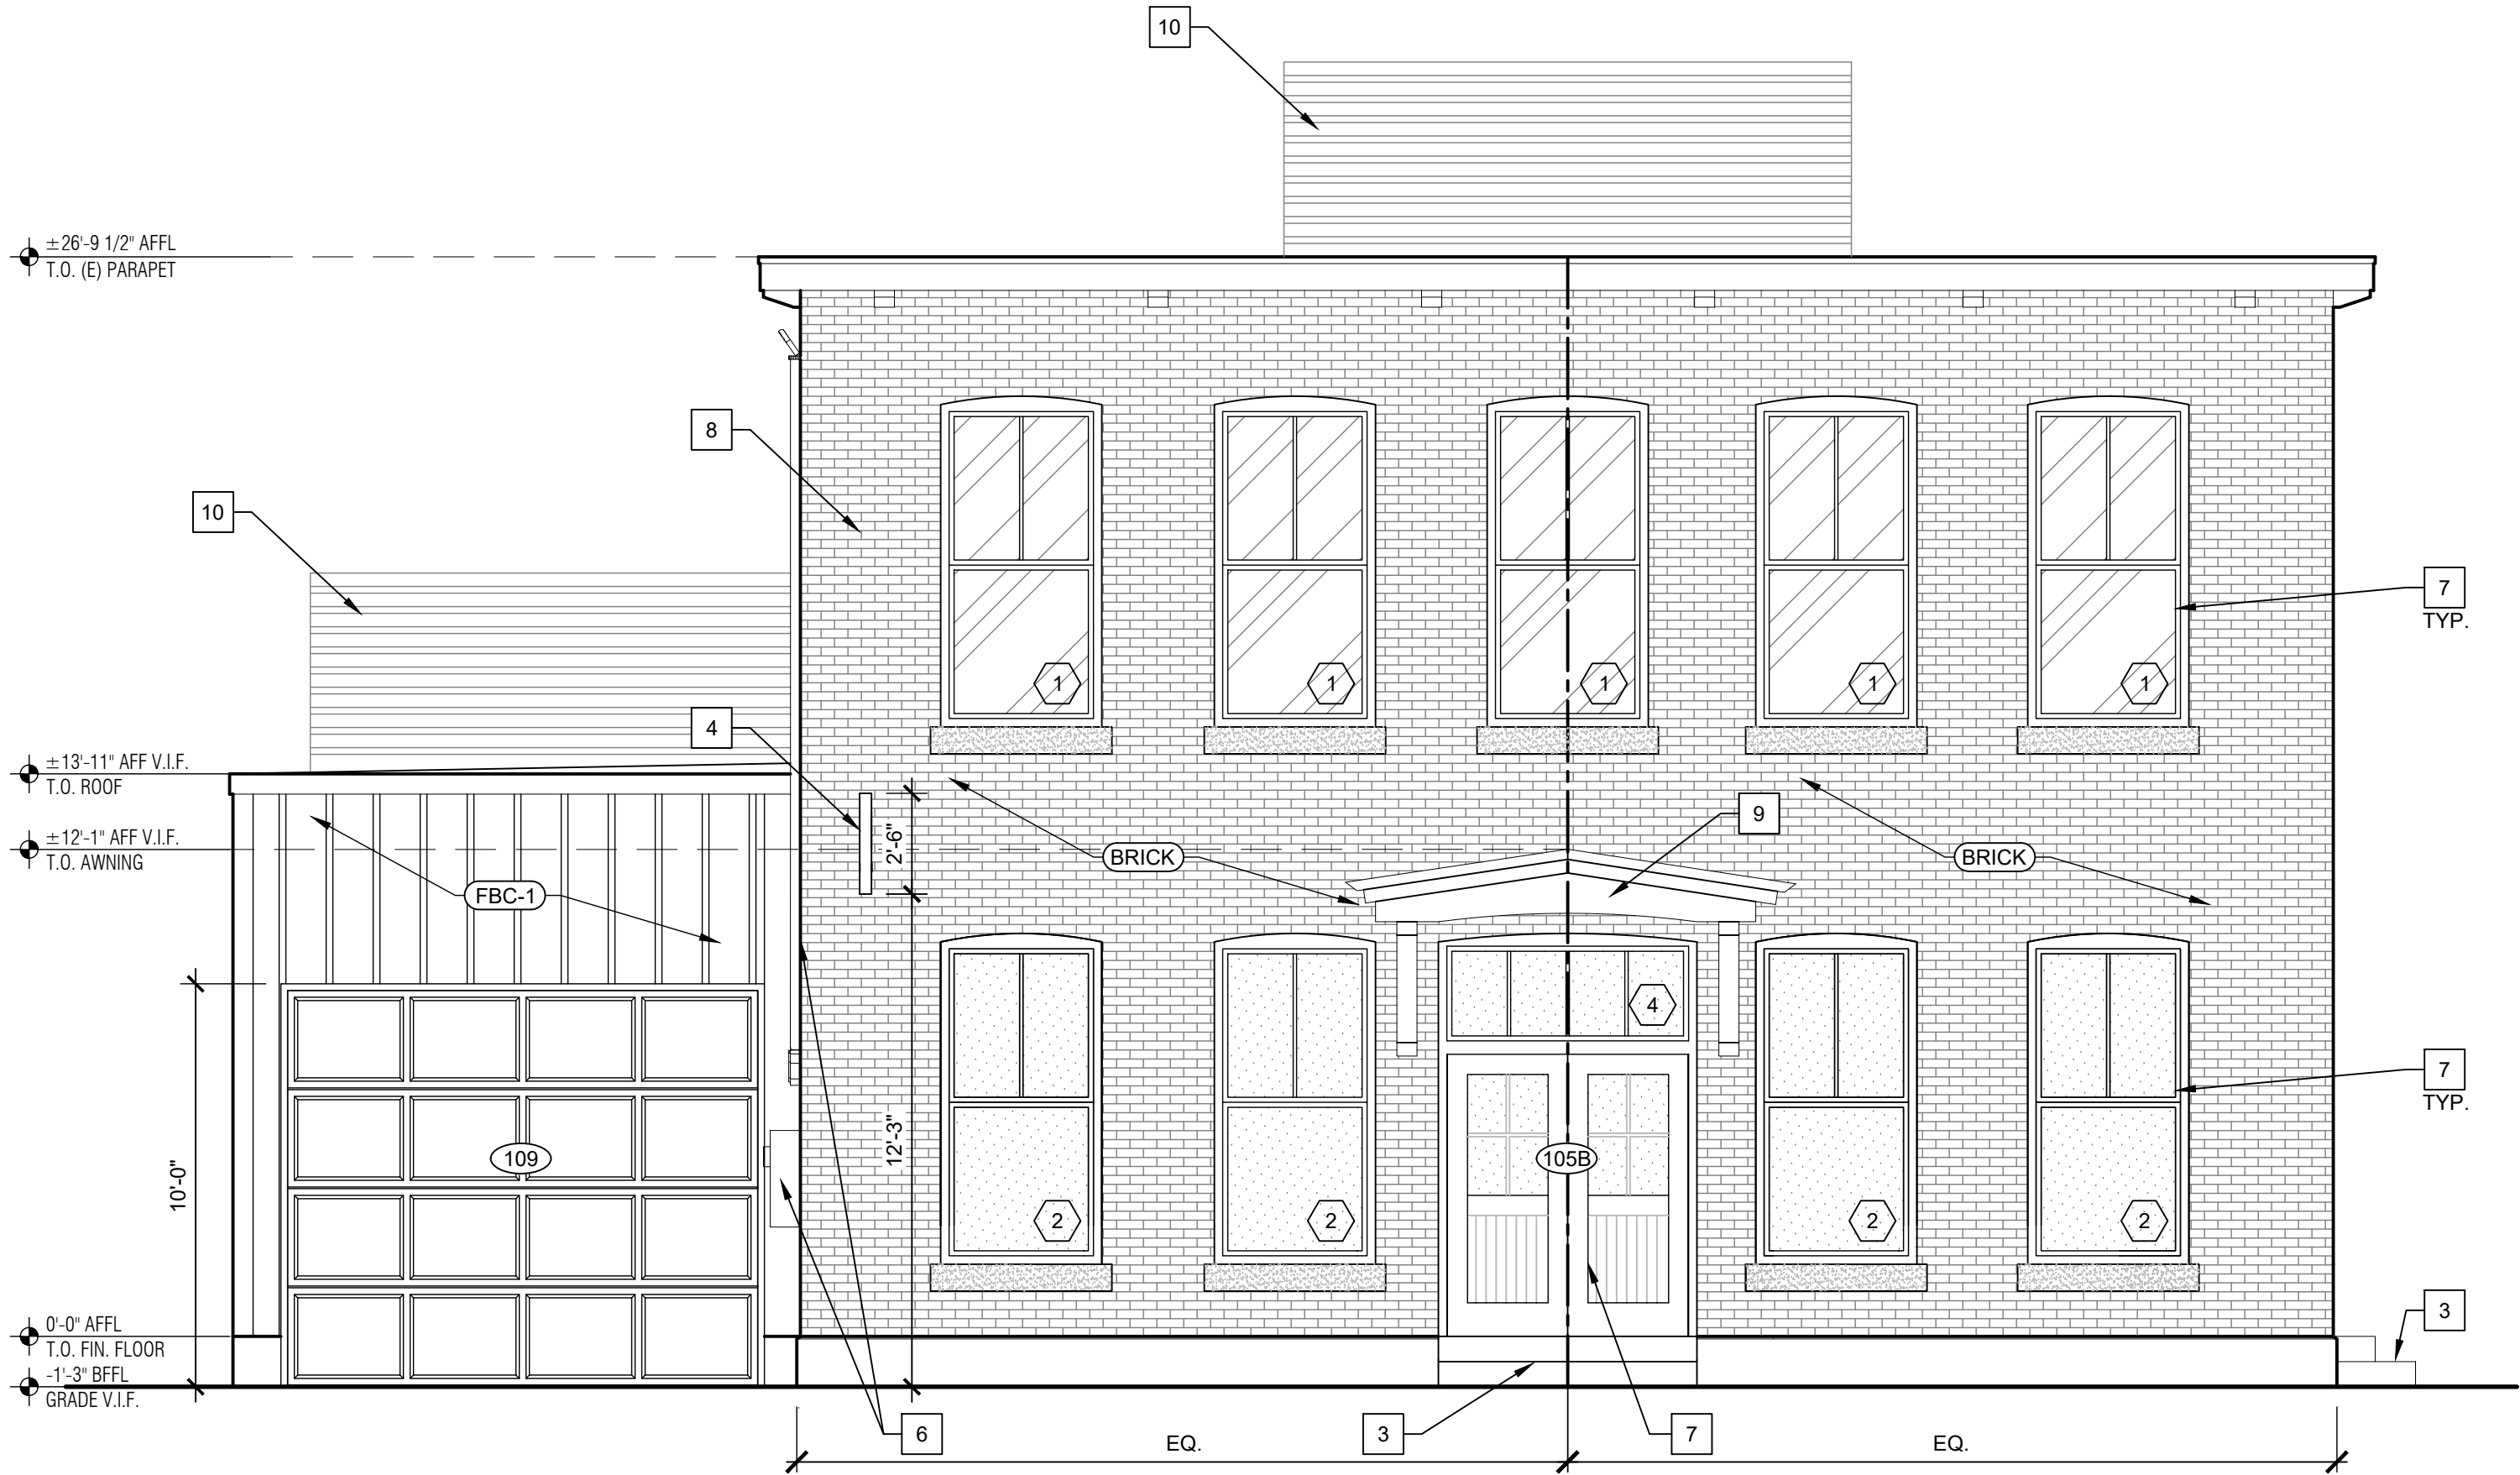 10
±26'-9 1/2" AFFL
T.O. (E) PARAPET
8
10
7
TYP.
1
1
1
1
1
4
±13'-11" AFF V.I.F.
T.O. ROOF
9
2'-6"
±12'-1" AFF V.I.F.
T.O. AWNING
BRICK
BRICK
FBC-1
4
7
TYP.
12'-3"
109
105B
10'-0"
2
2
2
2
3
0'-0" AFFL
T.O. FIN. FLOOR
-1'-3" BFFL
GRADE V.I.F.
6
3
7
EQ.
EQ.